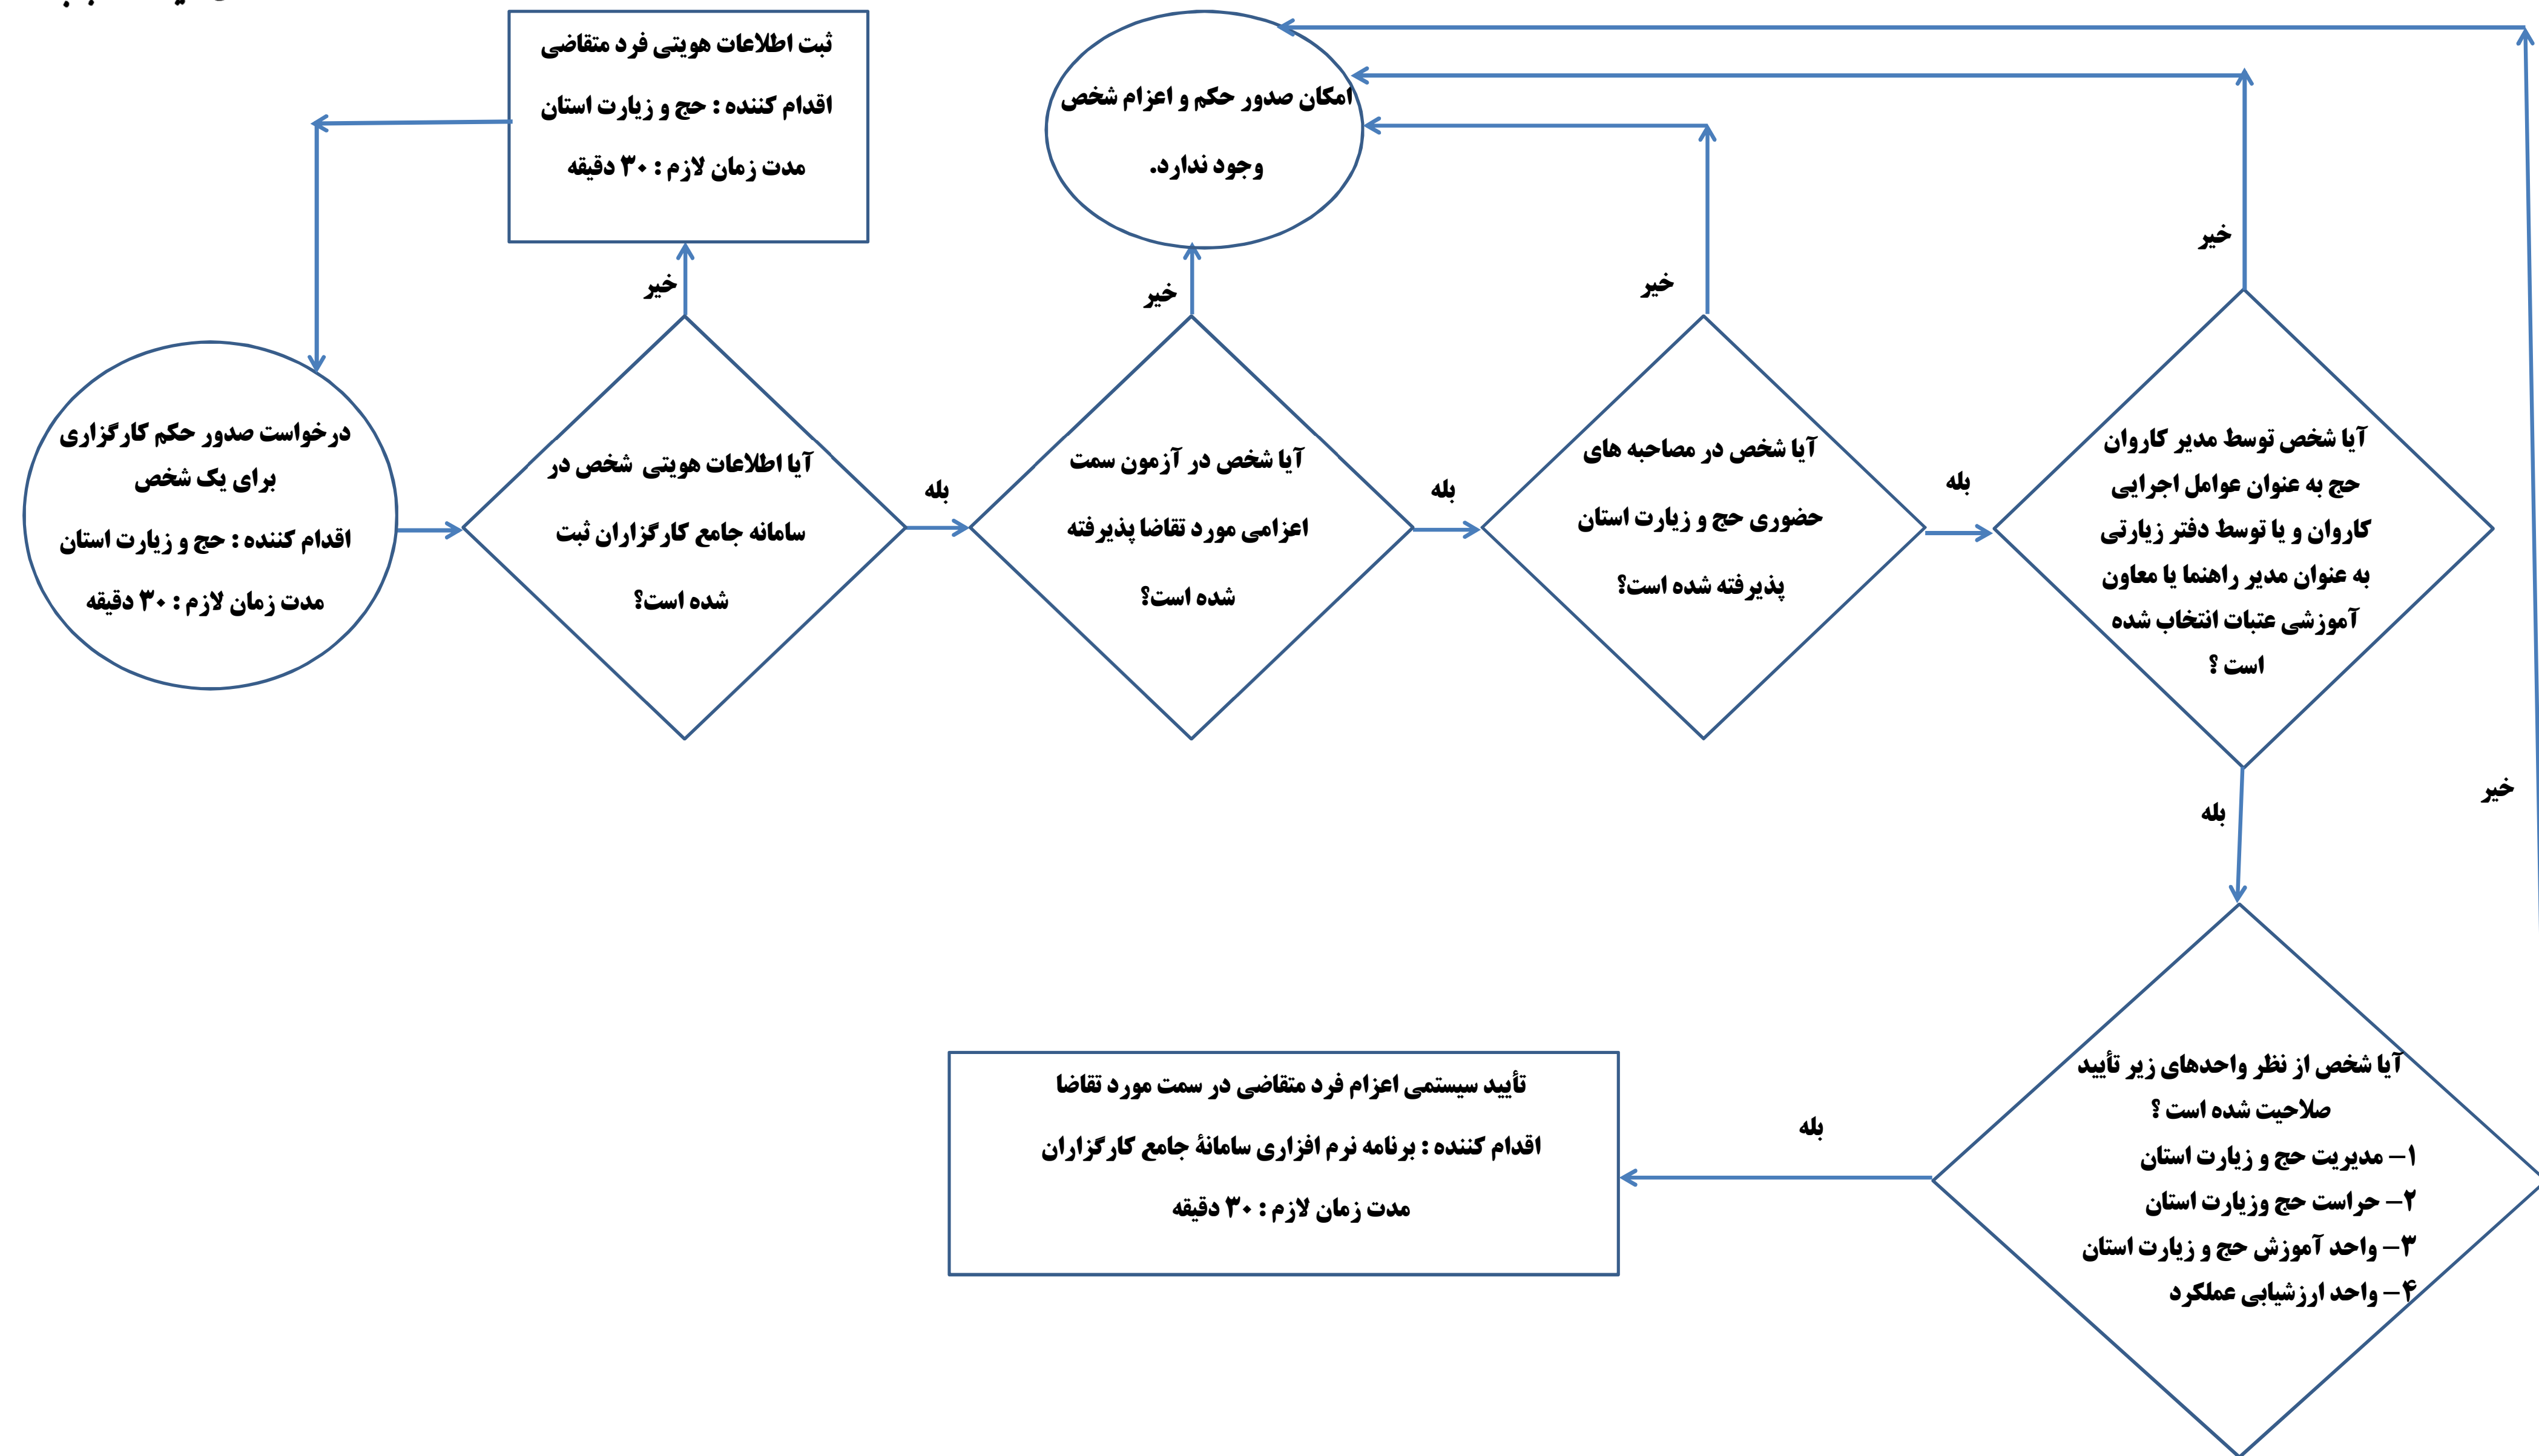 ثبت اطلاعات هویتی فرد متقاضی
اقدام کننده : حج و زیارت استان
مدت زمان لازم : ۳۰ دقیقه
امکان صدور حکم و اعزام شخص
وجود ندارد.
خیر
خیر
خیر
خیر
درخواست صدور حکم کارگزاری
برای یک شخص
اقدام کننده : حج و زیارت استان
مدت زمان لازم : ۳۰ دقیقه
آیا اطلاعات هویتی شخص در
سامانه جامع کارگزاران ثبت
شده است؟
بله
آیا شخص در آزمون سمت
اعزامی مورد تقاضا پذیرفته
شده است؟
بله
آیا شخص در مصاحبه های
حضوری حج و زیارت استان
پذیرفته شده است؟
بله
آیا شخص توسط مدیر کاروان
حج به عنوان عوامل اجرایی
کاروان و یا توسط دفتر زیارتی
به عنوان مدیر راهنما یا معاون
آموزشی عتبات انتخاب شده
است ؟
خیر
بله
آیا شخص از نظر واحدهای زیر تأیید
صلاحیت شده است ؟
۱– مدیریت حج و زیارت استان
۲– حراست حج وزیارت استان
۳– واحد آموزش حج و زیارت استان
۴– واحد ارزشیابی عملکرد
بله
تأیید سیستمی اعزام فرد متقاضی در سمت مورد تقاضا
اقدام کننده : برنامه نرم افزاری سامانۀ جامع کارگزاران
مدت زمان لازم : ۳۰ دقیقه